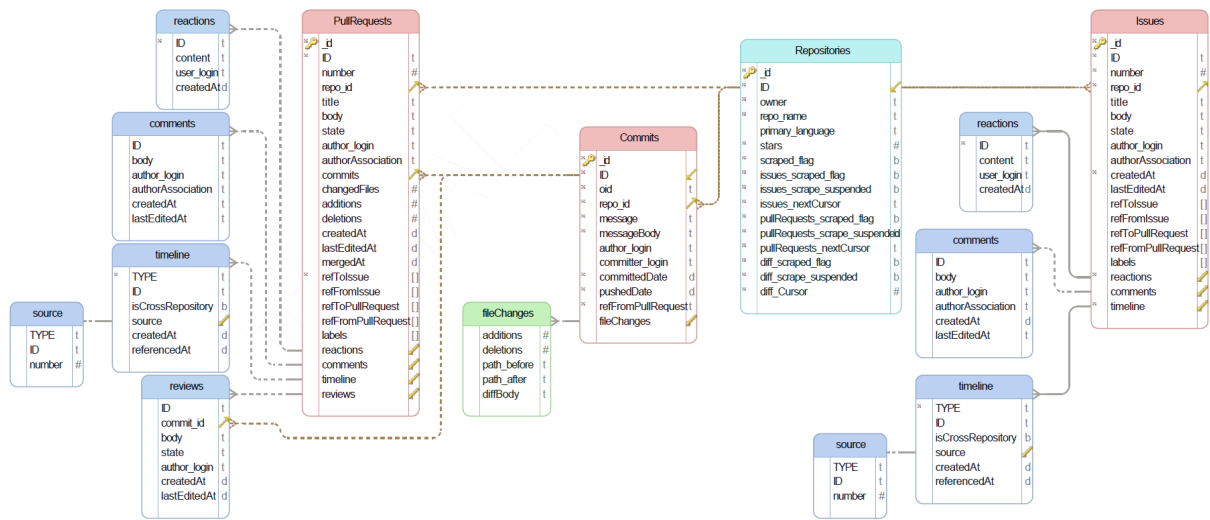 reactions
* ID t
content t
user_login t
createdAt d
comments
ID t
body t
author_login t
authorAssociation t
createdAt t
lastEditedAt t
timeline
* TYPE t
ID t
isCrossRepository b
source
createdAt d
referencedAt d
source
TYPE t
ID t
number #
reviews
ID t
commit_id
body t
state t
author_login t
createdAt d
lastEditedAt d
PullRequests
* _id
* ID t
* number #
* repo_id
* title t
* body t
* state t
* author_login t
* authorAssociation t
* commits
* changedFiles #
* additions #
* deletions #
* createdAt d
* lastEditedAt d
* mergedAt d
* refToIssue []
* refFromIssue []
* refToPullRequest []
* refFromPullRequest []
* labels []
reactions
comments
timeline
reviews
fileChanges
additions #
deletions #
path_before t
path_after t
diffBody t
Commits
* _id
* ID
* oid t
* repo_id
* message t
* messageBody t
* author_login t
* committer_login t
* committedDate d
* pushedDate d
* refFromPullRequest t
fileChanges
Repositories
* _id
* ID
* owner t
* repo_name t
* primary_language t
* stars #
* scraped_flag b
* issues_scraped_flag b
* issues_scrape_suspended b
* issues_nextCursor t
* pullRequests_scraped_flag b
* pullRequests_scrape_suspended
* pullRequests_nextCursor t
* diff_scraped_flag b
* diff_scrape_suspended b
* diff_Cursor #
Issues
* _id
* ID t
* number #
* repo_id
* title t
* body t
* state t
* author_login t
* authorAssociation t
* createdAt d
* lastEditedAt d
* refToIssue []
* refFromIssue []
* refToPullRequest []
* refFromPullRequest []
* labels []
reactions
comments
timeline
reactions
* ID t
content t
user_login t
createdAt d
comments
ID t
body t
author_login t
authorAssociation t
createdAt d
lastEditedAt t
timeline
* TYPE t
ID t
isCrossRepository b
source
createdAt d
referencedAt d
source
TYPE t
ID t
number #